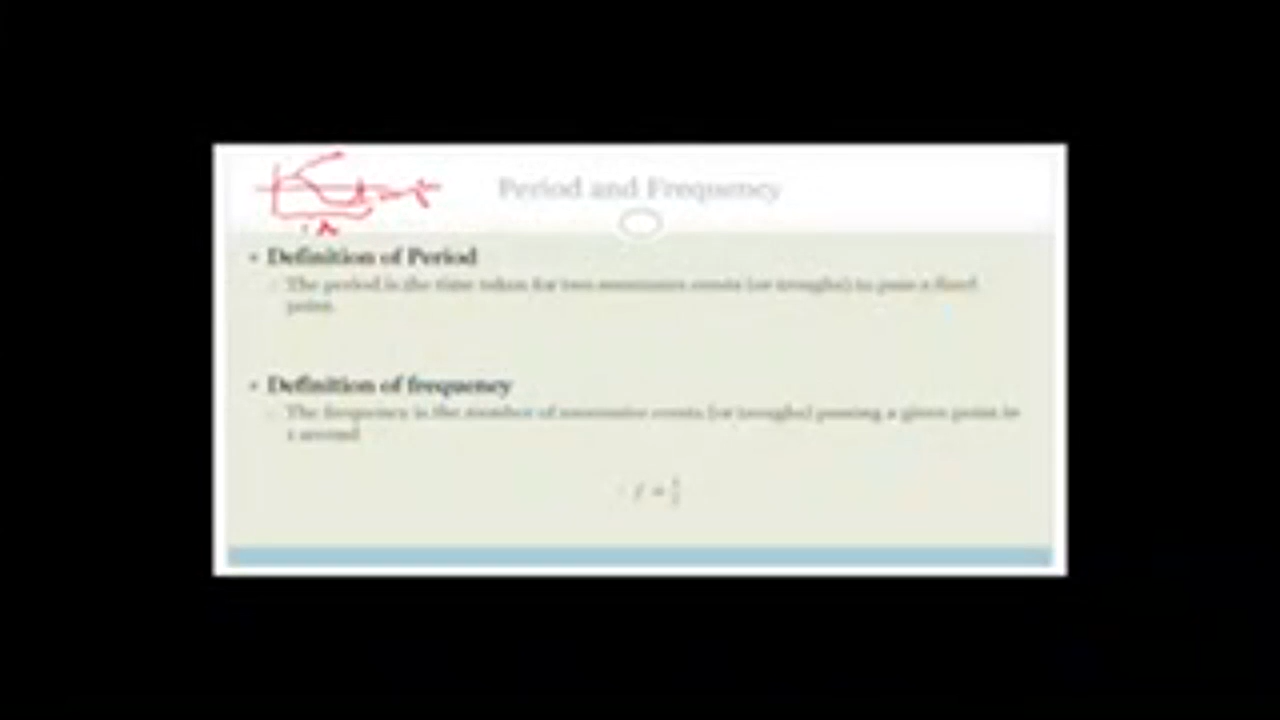 Period and Frequency
• Definition of Period
The period is the time taken for two successive crests (or troughs) to pass a fixed
point.
• Definition of frequency
The frequency is the number of successive crests (or troughs) passing a given point in
1 second
f =